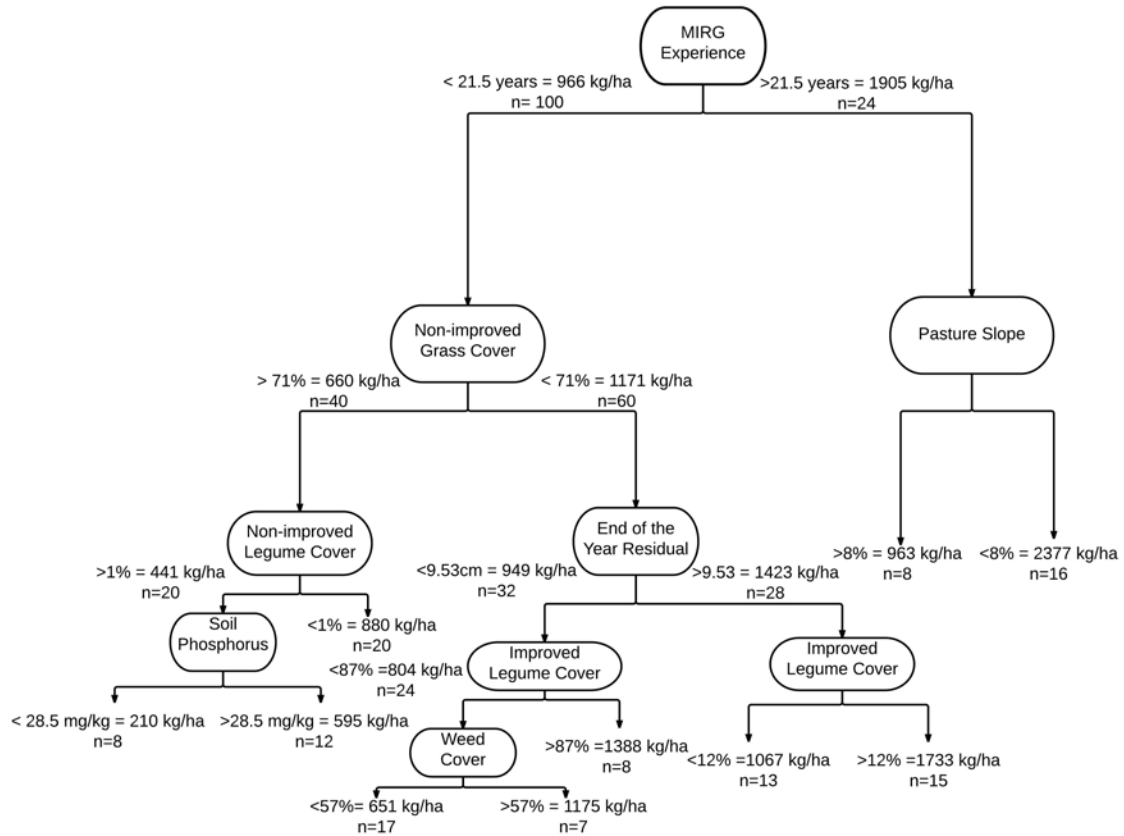 MIRG
Experience
< 21.5 years = 966 kg/ha
n= 100
>21.5 years = 1905 kg/ha
n=24
Non-improved
Grass Cover
Pasture Slope
> 71% = 660 kg/ha
n=40
< 71% = 1171 kg/ha
n=60
Non-improved
Legume Cover
End of the
Year Residual
>8% = 963 kg/ha
n=8
<8% = 2377 kg/ha
n=16
>1% = 441 kg/ha
n=20
<9.53cm = 949 kg/ha
n=32
>9.53 = 1423 kg/ha
n=28
Soil
Phosphorus
<1% = 880 kg/ha
n=20
Improved
Legume Cover
Improved
Legume Cover
<87% =804 kg/ha
n=24
< 28.5 mg/kg = 210 kg/ha
n=8
>28.5 mg/kg = 595 kg/ha
n=12
Weed
Cover
>87% =1388 kg/ha
n=8
<12% =1067 kg/ha
n=13
>12% =1733 kg/ha
n=15
<57%= 651 kg/ha
n=17
>57% = 1175 kg/ha
n=7